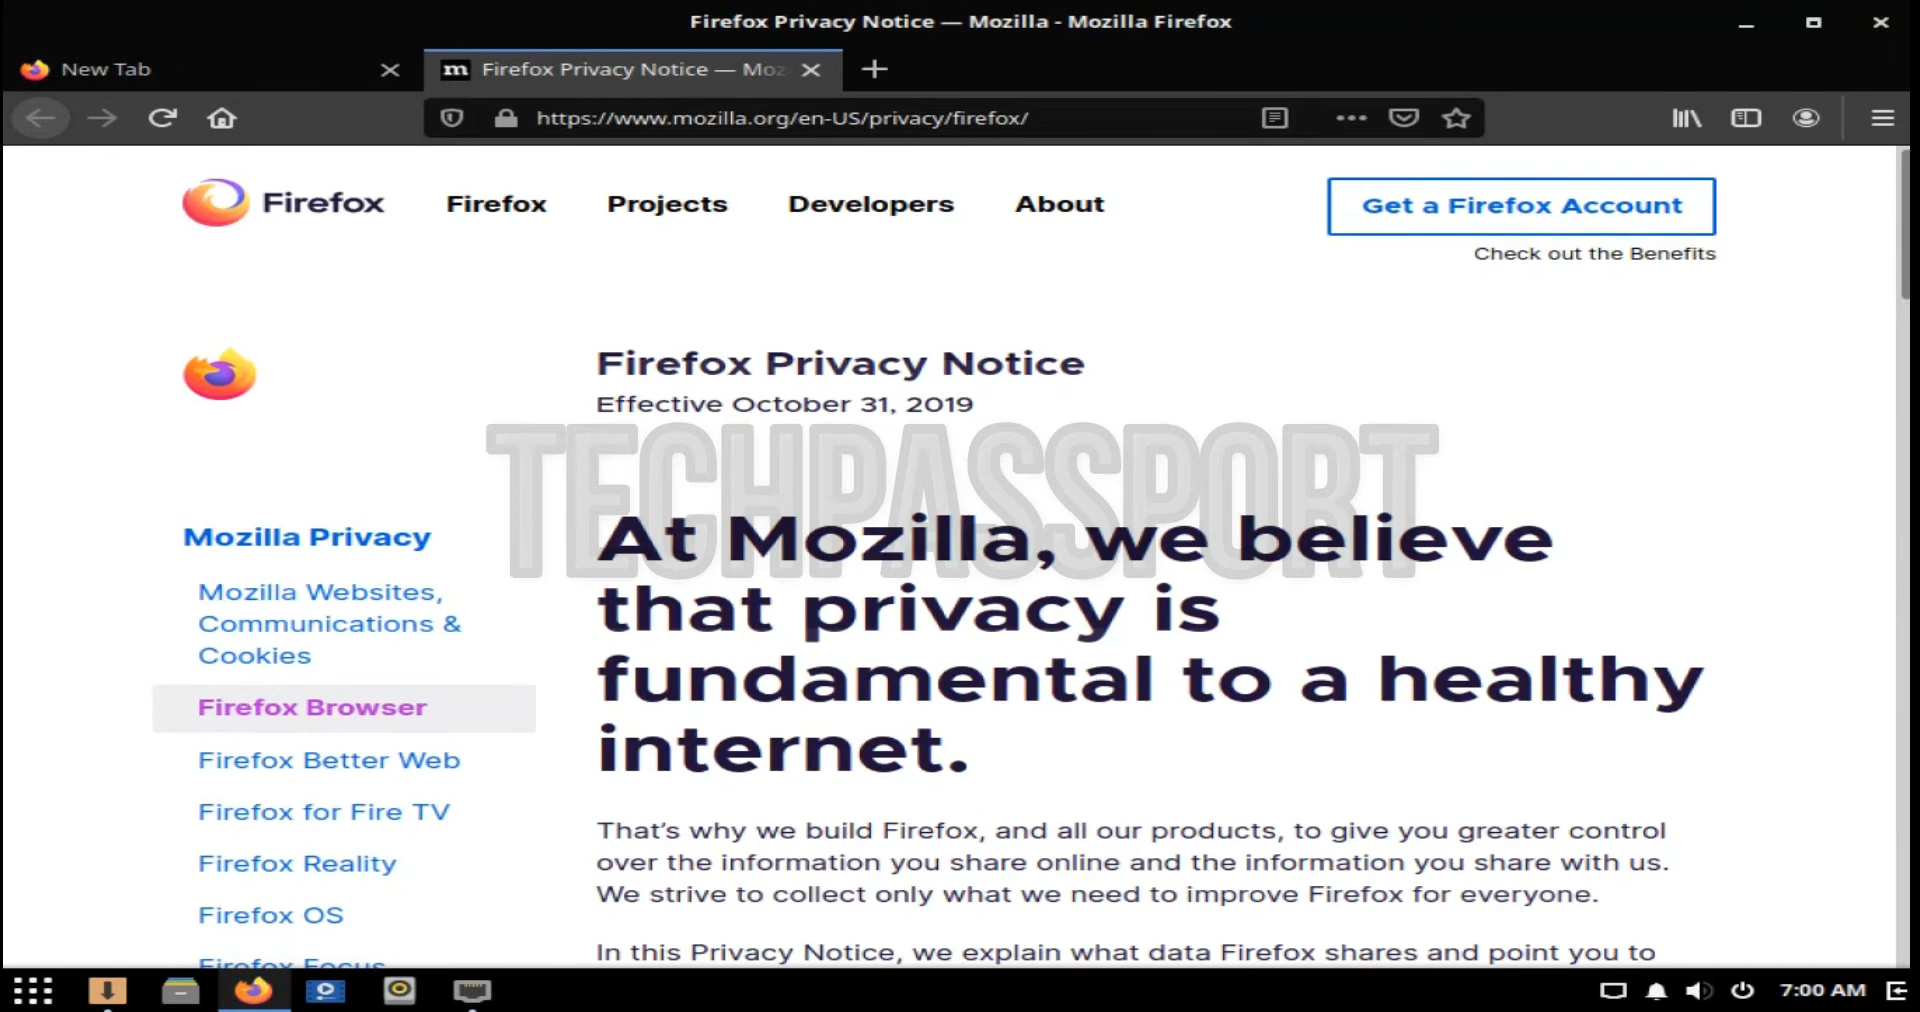 Firefox Privacy Notice — Mozilla - Mozilla Firefox
New Tab
Firefox Privacy Notice — Moz
https://www.mozilla.org/en-US/privacy/firefox/
Firefox
Firefox
Projects
Developers
About
Get a Firefox Account
Check out the Benefits
Firefox Privacy Notice
Effective October 31, 2019
TECHPASSPORT
Mozilla Privacy
Mozilla Websites,
Communications &
Cookies
Firefox Browser
Firefox Better Web
Firefox for Fire TV
Firefox Reality
Firefox OS
Firefox Focus
At Mozilla, we believe
that privacy is
fundamental to a healthy
internet.
That’s why we build Firefox, and all our products, to give you greater control
over the information you share online and the information you share with us.
We strive to collect only what we need to improve Firefox for everyone.
In this Privacy Notice, we explain what data Firefox shares and point you to
7:00 AM